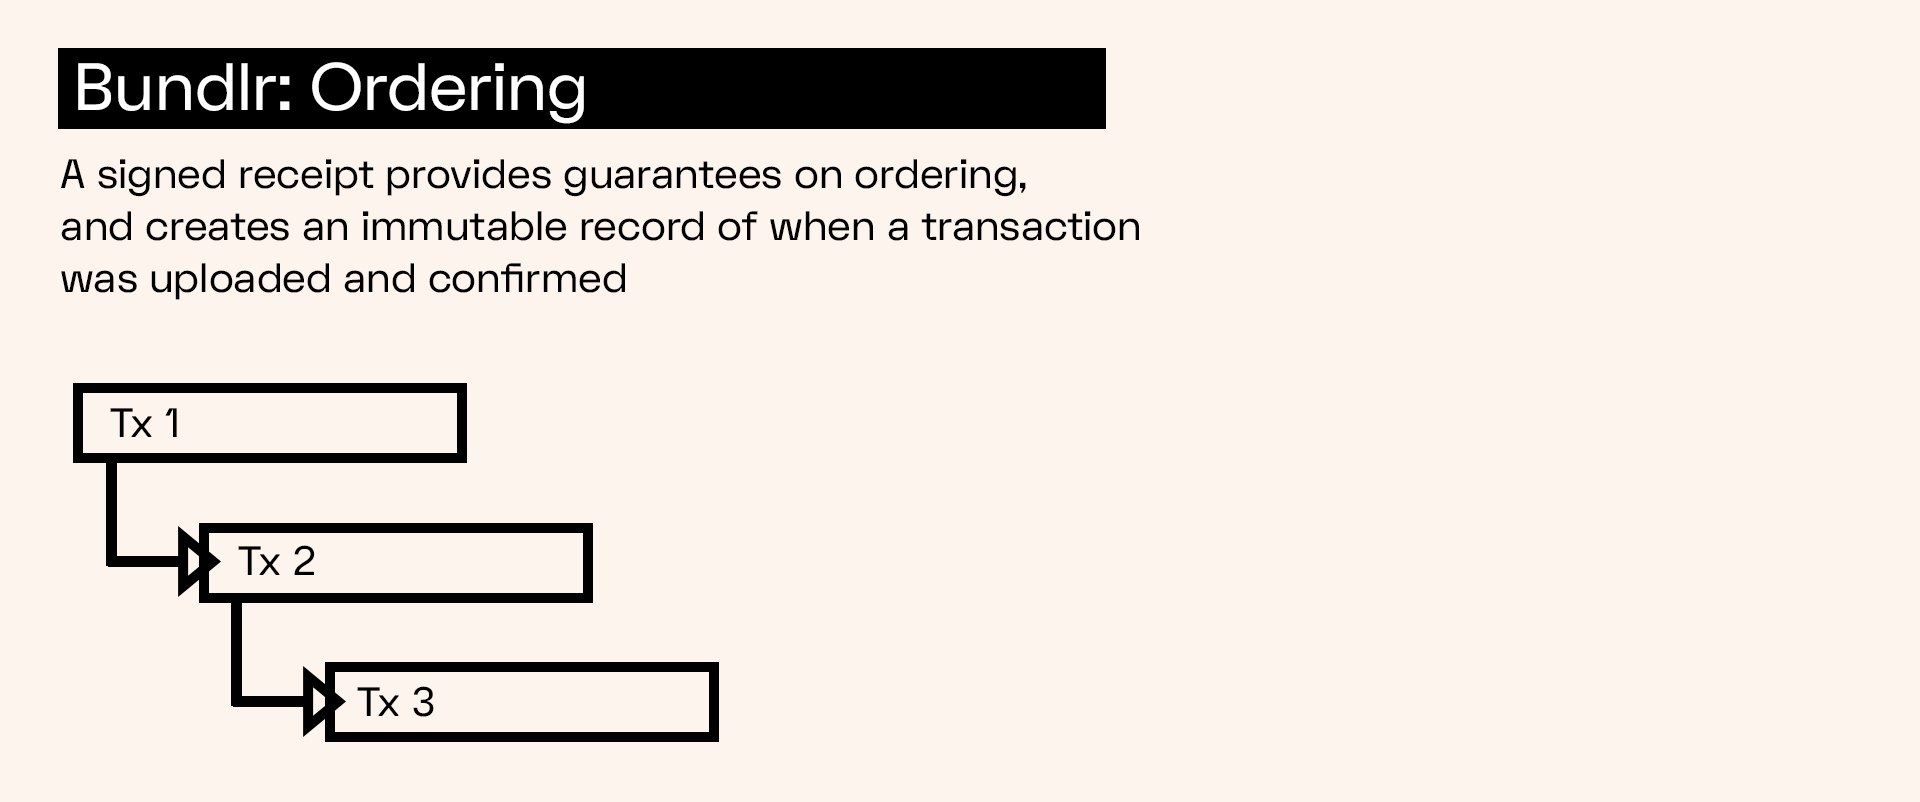 Bundlr: Ordering
A signed receipt provides guarantees on ordering,
and creates an immutable record of when a transaction
was uploaded and confirmed
Tx 1
Tx 2
Tx 3